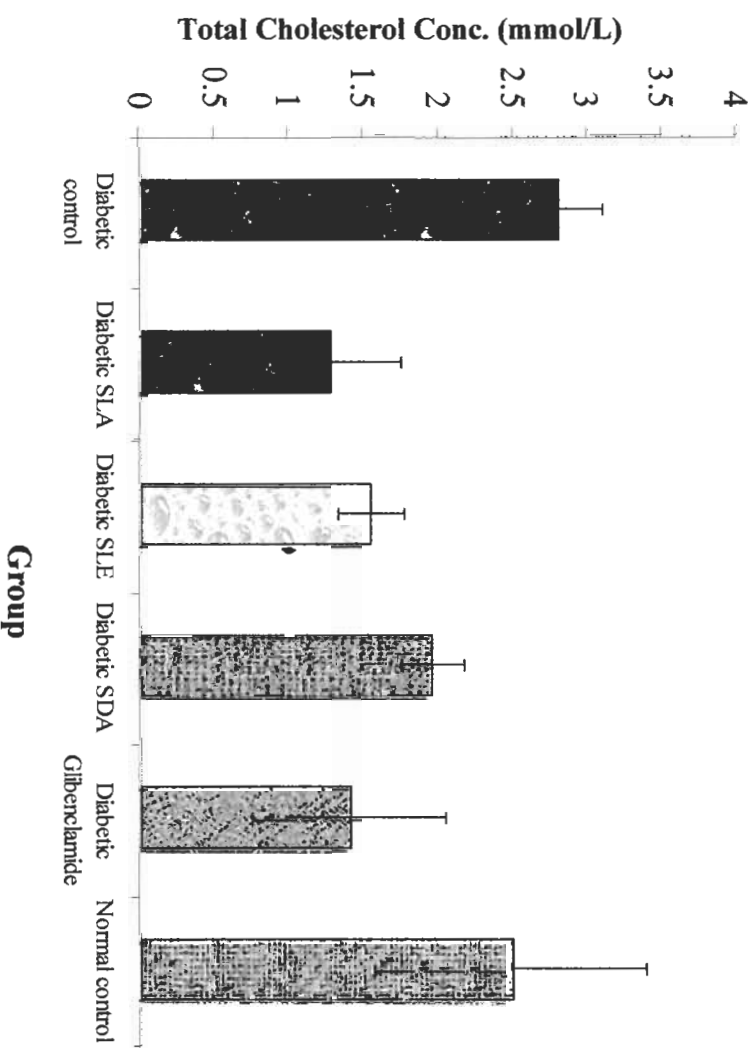 Total Cholesterol Conc. (mmol/L)
4
3.5
3
2.5
2
1.5
1
0.5
0
Diabetic
control
Diabetic SLA
Diabetic SLE
Diabetic SDA
Diabetic
Glibenclamide
Normal control
Group